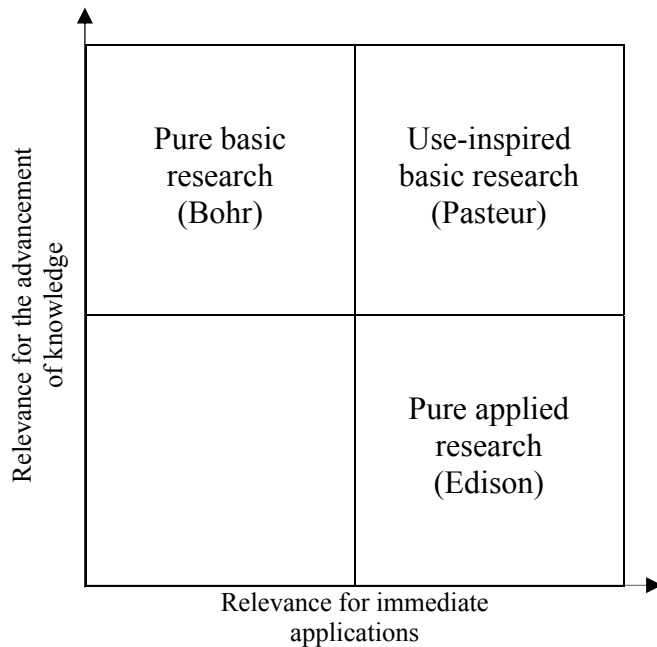 Pure basic
research
(Bohr)
Use-inspired
basic research
(Pasteur)
Relevance for the advancement
of knowledge
Pure applied
research
(Edison)
Relevance for immediate
applications